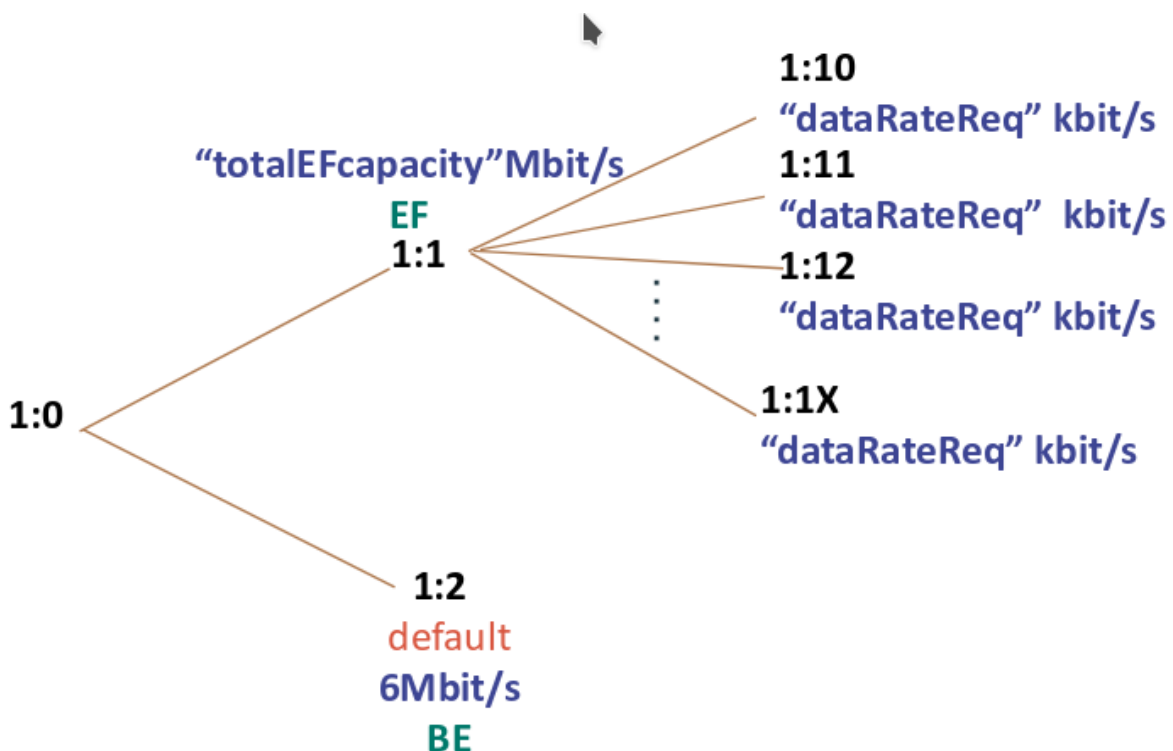 1:10
“dataRateReq” kbit/s
“totalEFcapacity”Mbit/s
1:11
EF
“dataRateReq” kbit/s
1:1
1:12
“dataRateReq” kbit/s
1:0
1:1X
“dataRateReq” kbit/s
1:2
default
6Mbit/s
BE